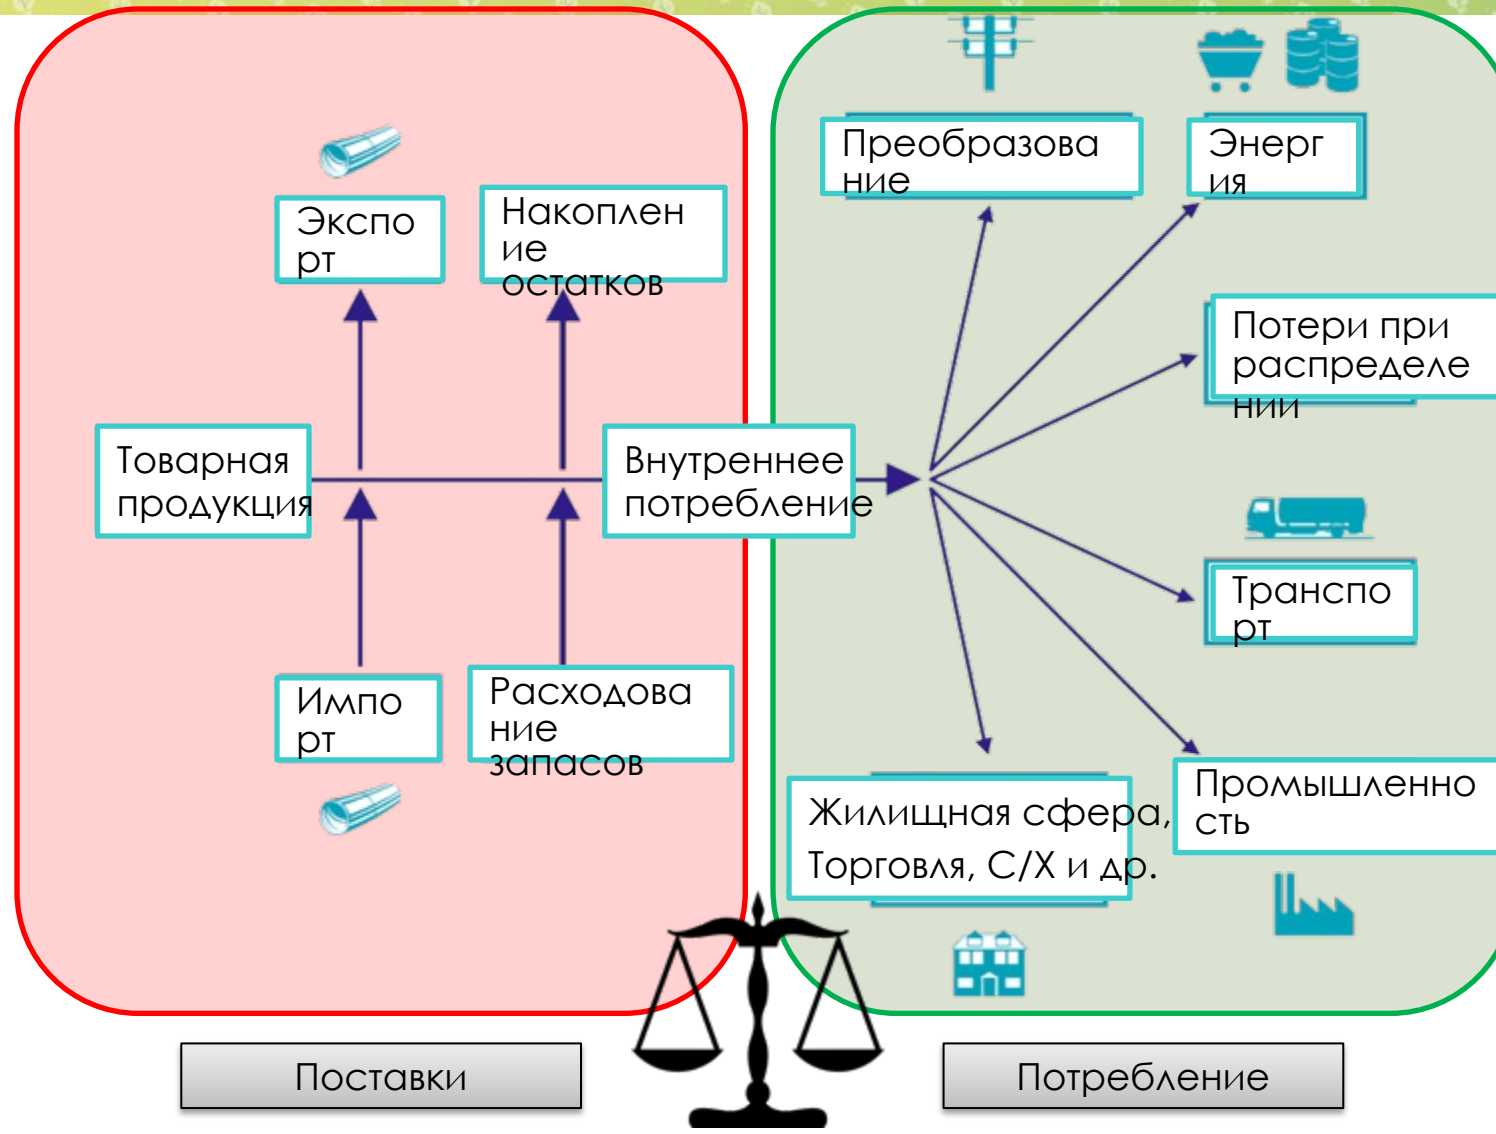 Экспо
рт
Накоплен
ие
остатков
Товарная
продукция
Внутреннее
потребление
Импо
рт
Расходова
ние
запасов
Преобразова
ние
Энерг
ия
Потери при
распределе
нии
Транспо
рт
Промышленно
сть
Жилищная сфера,
Торговля, С/Х и др.
Поставки
Потребление